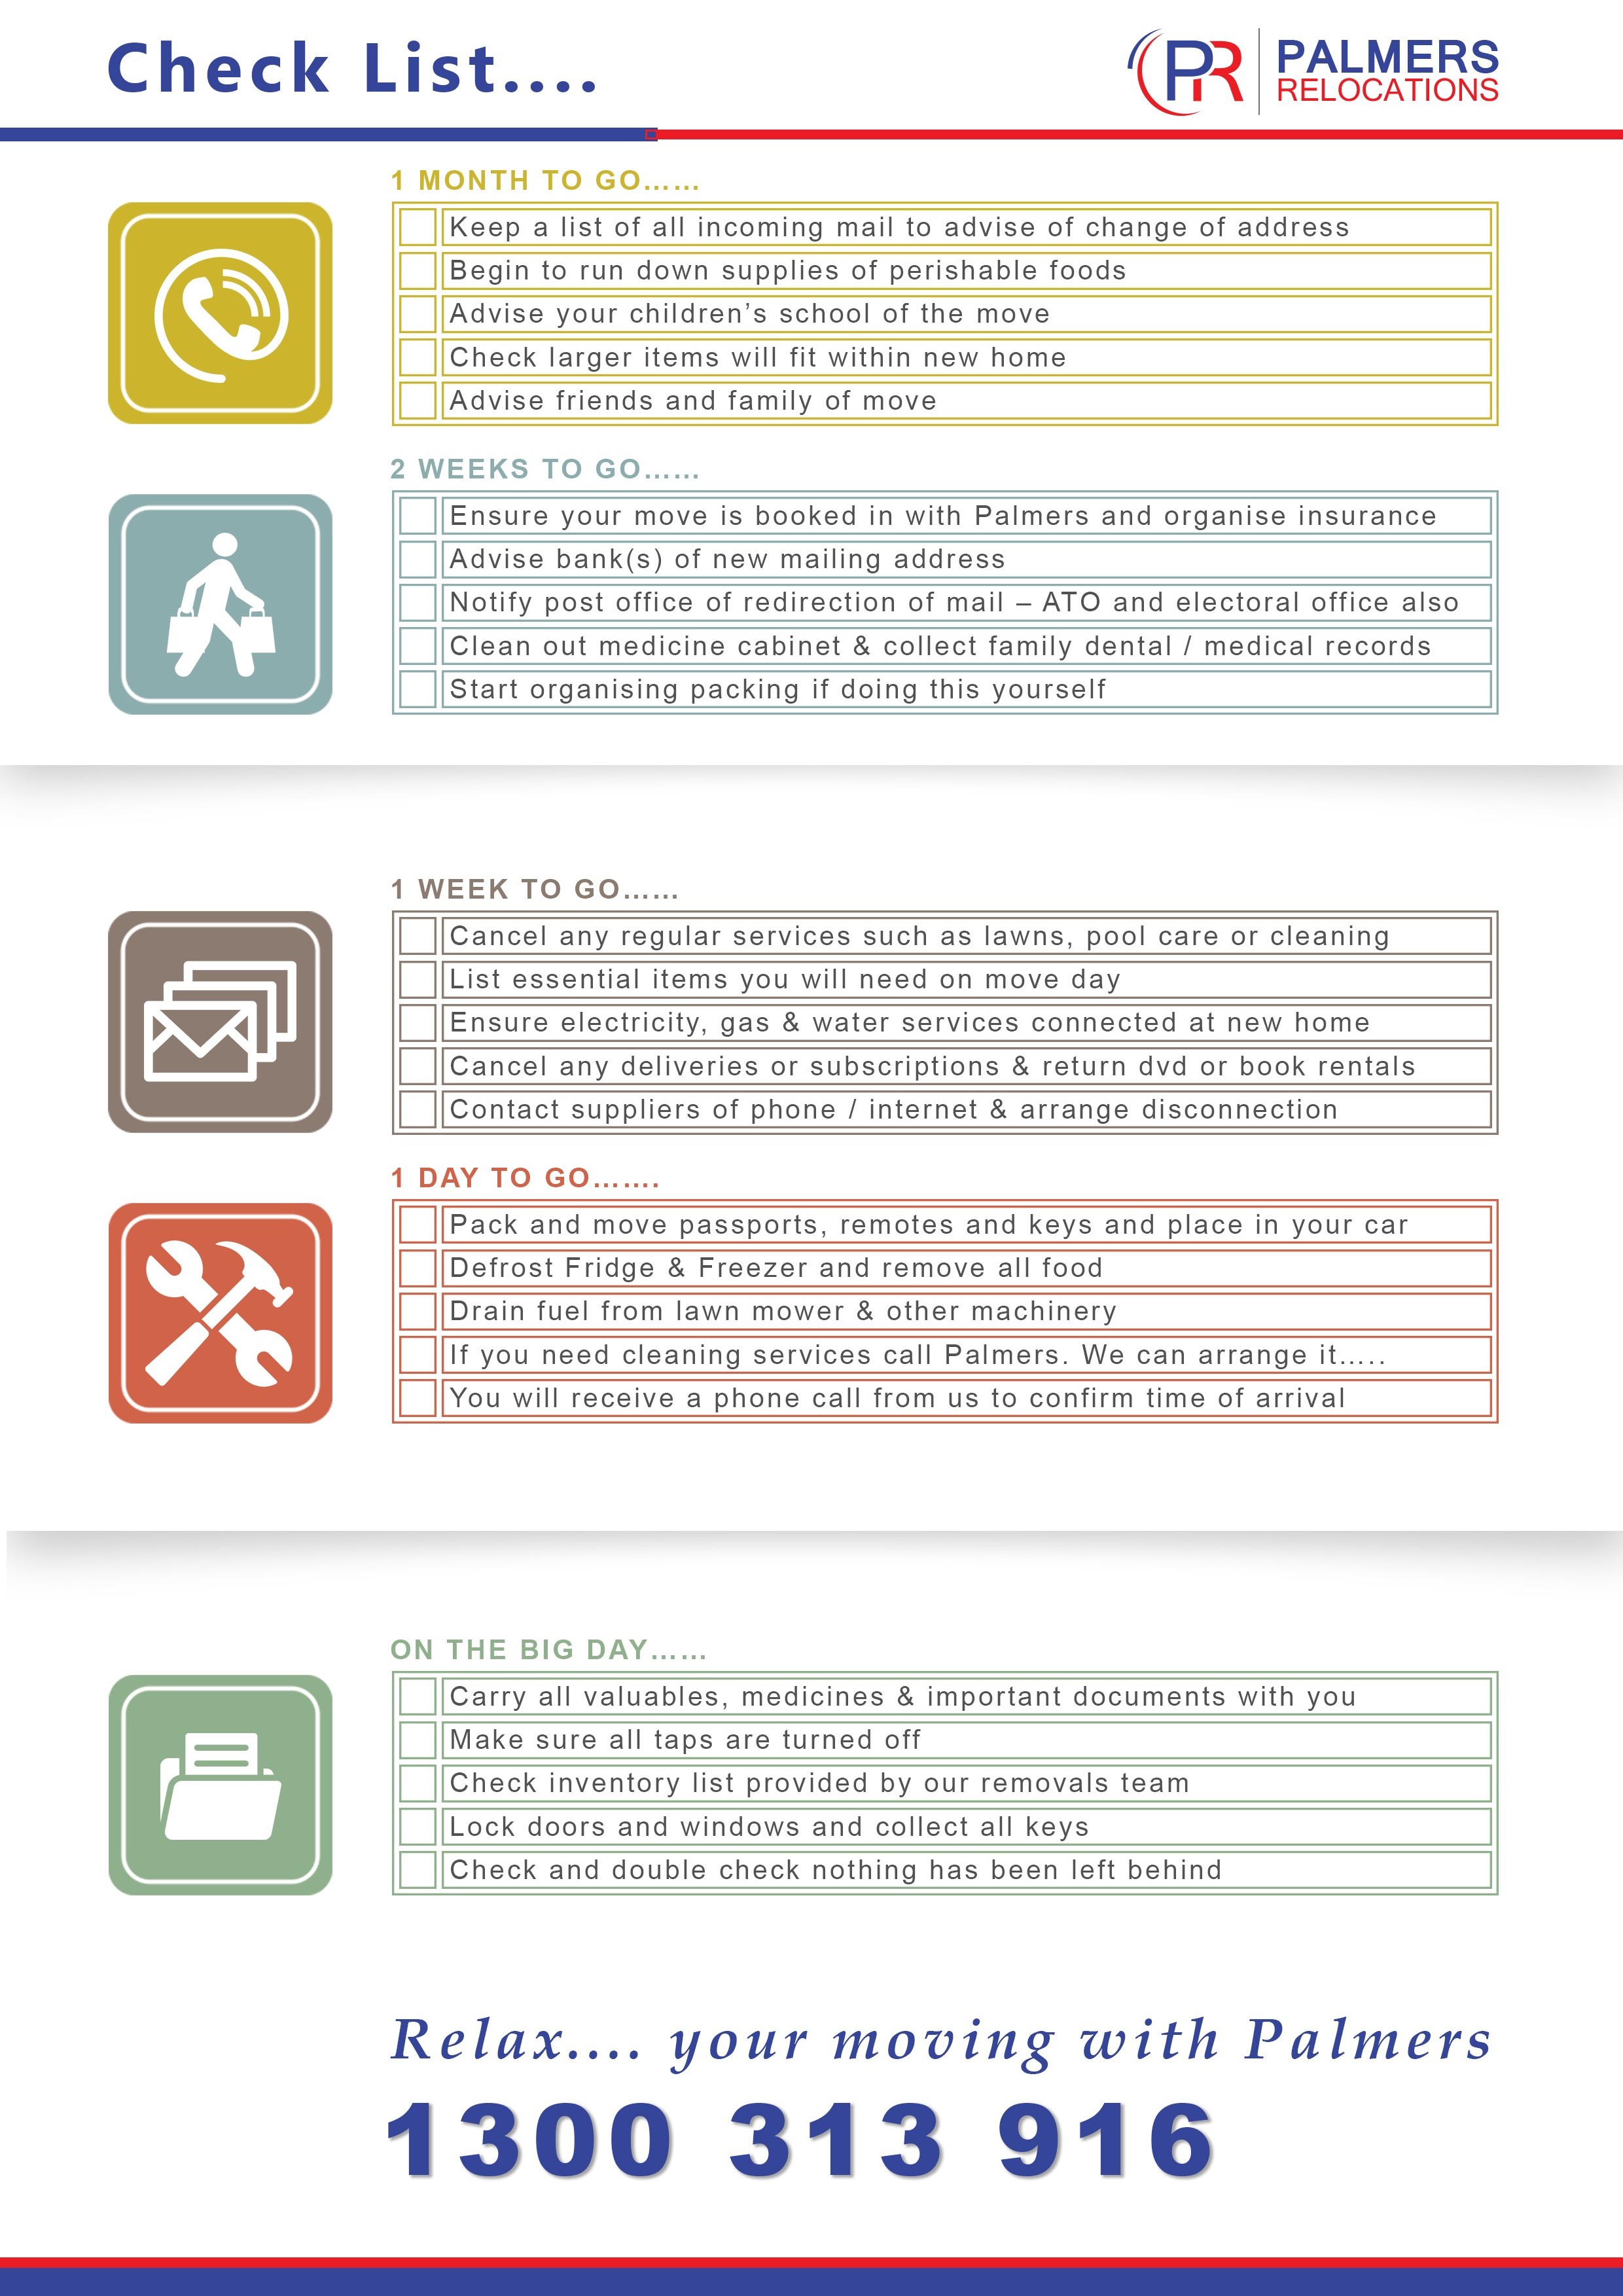 Check List....
PR
PALMERS
RELOCATIONS
1 MONTH TO GO......
Keep a list of all incoming mail to advise of change of address
Begin to run down supplies of perishable foods
Advise your children’s school of the move
Check larger items will fit within new home
Advise friends and family of move
2 WEEKS TO GO......
Ensure your move is booked in with Palmers and organise insurance
Advise bank(s) of new mailing address
Notify post office of redirection of mail – ATO and electoral office also
Clean out medicine cabinet & collect family dental / medical records
Start organising packing if doing this yourself
1 WEEK TO GO......
Cancel any regular services such as lawns, pool care or cleaning
List essential items you will need on move day
Ensure electricity, gas & water services connected at new home
Cancel any deliveries or subscriptions & return dvd or book rentals
Contact suppliers of phone / internet & arrange disconnection
1 DAY TO GO.......
Pack and move passports, remotes and keys and place in your car
Defrost Fridge & Freezer and remove all food
Drain fuel from lawn mower & other machinery
If you need cleaning services call Palmers. We can arrange it.....
You will receive a phone call from us to confirm time of arrival
ON THE BIG DAY......
Carry all valuables, medicines & important documents with you
Make sure all taps are turned off
Check inventory list provided by our removals team
Lock doors and windows and collect all keys
Check and double check nothing has been left behind
Relax.... your moving with Palmers
1300 313 916